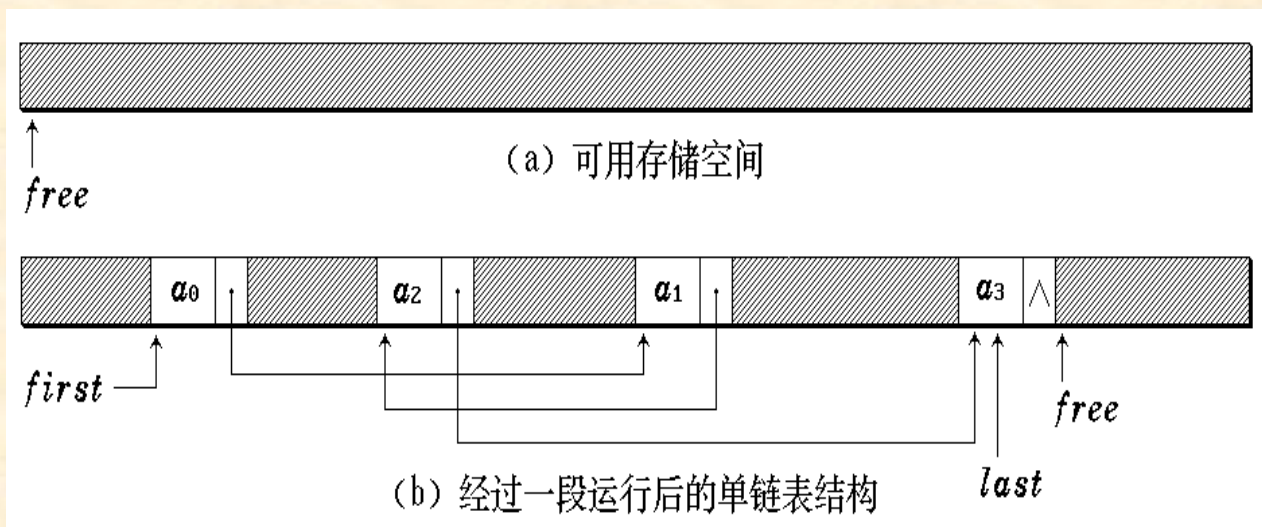 (a) 可用存储空间
free
a0 a2 a1 a3 ∧
first
free
last
(b) 经过一段运行后的单链表结构